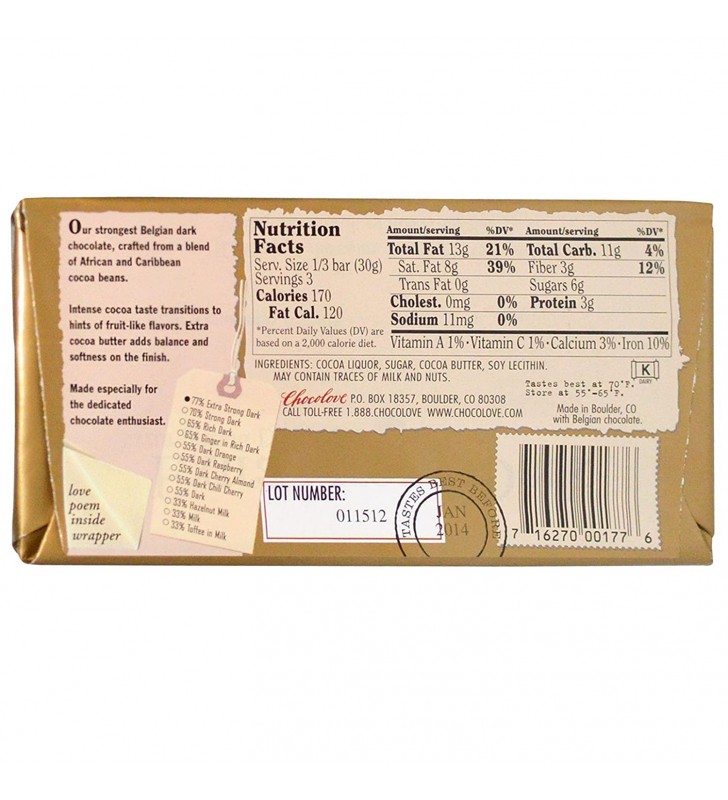 Our strongest Belgian dark
chocolate, crafted from a blend
of African and Caribbean
cocoa beans.
Intense cocoa taste transitions to
hints of fruit-like flavors. Extra
cocoa butter adds balance and
softness on the finish.
Made especially for
the dedicated
chocolate enthusiast.
love
poem
inside
wrapper
77% Extra Strong Dark
70% Strong Dark
65% Rich Dark
65% Ginger in Rich Dark
55% Dark Orange
55% Dark Raspberry
55% Dark Cherry Almond
55% Dark Chili Cherry
55% Dark
33% Hazelnut Milk
33% Milk
33% Toffee in Milk
Nutrition
Facts
Serv. Size 1/3 bar (30g)
Servings 3
Calories 170
Fat Cal. 120
*Percent Daily Values (DV) are
based on a 2,000 calorie diet.
Amount/serving %DV*
Total Fat 13g 21%
Sat. Fat 8g 39%
Trans Fat 0g
Cholest. 0mg 0%
Sodium 11mg 0%
Amount/serving %DV*
Total Carb. 11g 4%
Fiber 3g 12%
Sugars 6g
Protein 3g
Vitamin A 1% · Vitamin C 1% · Calcium 3% · Iron 10%
INGREDIENTS: COCOA LIQUOR, SUGAR, COCOA BUTTER, SOY LECITHIN.
MAY CONTAIN TRACES OF MILK AND NUTS.
Chocolove P.O. BOX 18357, BOULDER, CO 80308
CALL TOLL-FREE 1.888.CHOCOLOVE WWW.CHOCOLOVE.COM
K
DAIRY
Tastes best at 70°F.
Store at 55°-65°F.
Made in Boulder, CO
with Belgian chocolate.
LOT NUMBER:
011512
TASTES BEST BEFORE
JAN
2014
7 16270 00177 6